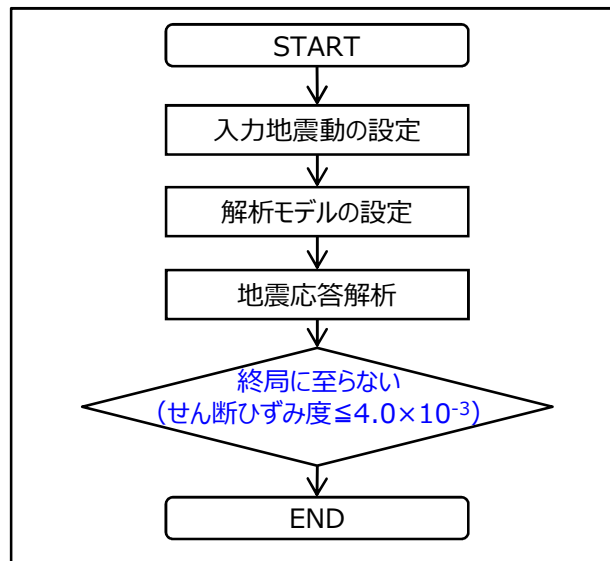 START
入力地震動の設定
解析モデルの設定
地震応答解析
終局に至らない
（せん断ひずみ度≦4.0×10⁻³）
END